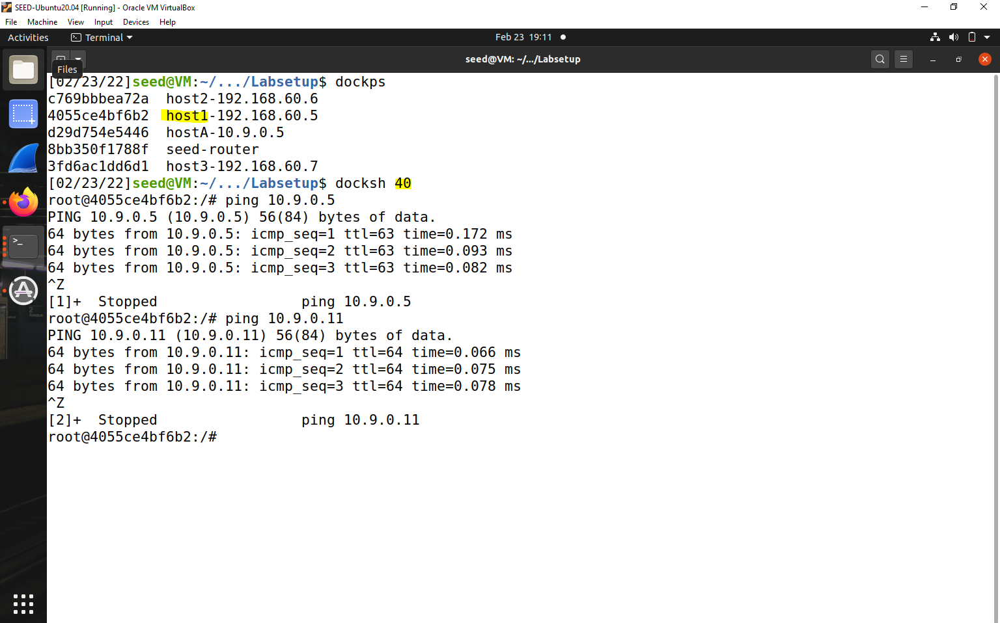 SEED-Ubuntu20.04 [Running] - Oracle VM VirtualBox
File Machine View Input Devices Help
Activities Terminal Feb 23 19:11
seed@VM: ~/.../Labsetup
Files
[02/23/22]seed@VM:~/.../Labsetup$ dockps
c769bbbea72a  host2-192.168.60.6
4055ce4bf6b2  host1-192.168.60.5
d29d754e5446  hostA-10.9.0.5
8bb350f1788f  seed-router
3fd6ac1dd6d1  host3-192.168.60.7
[02/23/22]seed@VM:~/.../Labsetup$ docksh 40
root@4055ce4bf6b2:/# ping 10.9.0.5
PING 10.9.0.5 (10.9.0.5) 56(84) bytes of data.
64 bytes from 10.9.0.5: icmp_seq=1 ttl=63 time=0.172 ms
64 bytes from 10.9.0.5: icmp_seq=2 ttl=63 time=0.093 ms
64 bytes from 10.9.0.5: icmp_seq=3 ttl=63 time=0.082 ms
^Z
[1]+  Stopped                 ping 10.9.0.5
root@4055ce4bf6b2:/# ping 10.9.0.11
PING 10.9.0.11 (10.9.0.11) 56(84) bytes of data.
64 bytes from 10.9.0.11: icmp_seq=1 ttl=64 time=0.066 ms
64 bytes from 10.9.0.11: icmp_seq=2 ttl=64 time=0.075 ms
64 bytes from 10.9.0.11: icmp_seq=3 ttl=64 time=0.078 ms
^Z
[2]+  Stopped                 ping 10.9.0.11
root@4055ce4bf6b2:/#